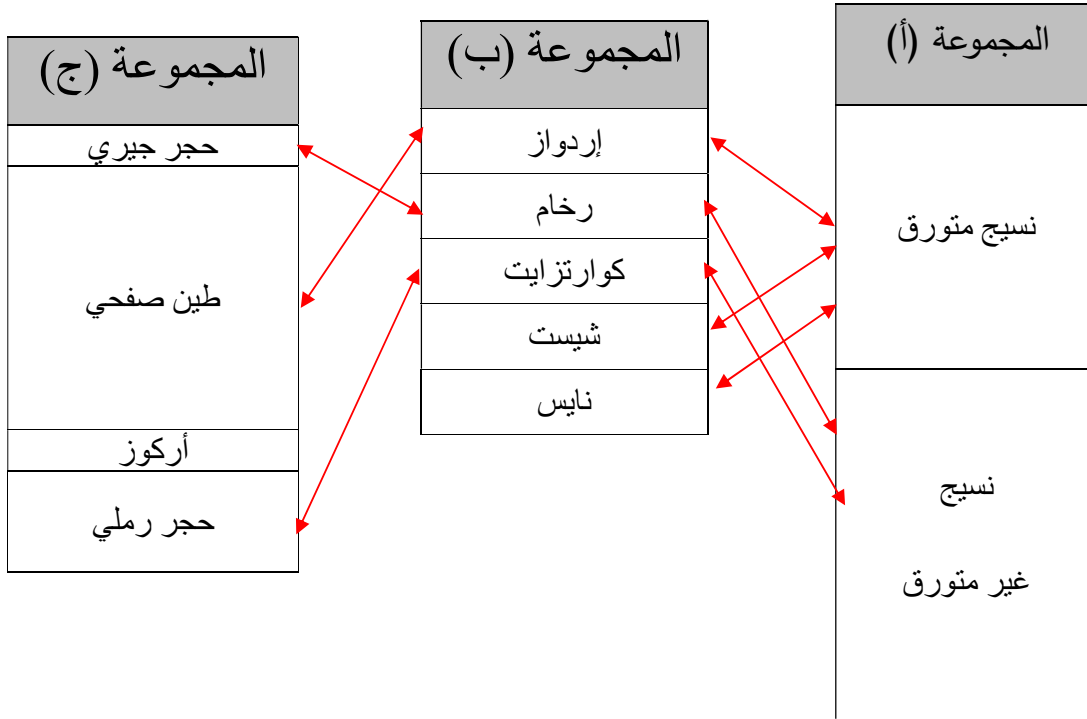 المجموعة (أ)
نسيج متورق
نسيج
غير متورق
المجموعة (ب)
إردواز
رخام
كوارتزايت
شيست
نايس
المجموعة (ج)
حجر جيري
طين صفحي
أركوز
حجر رملي